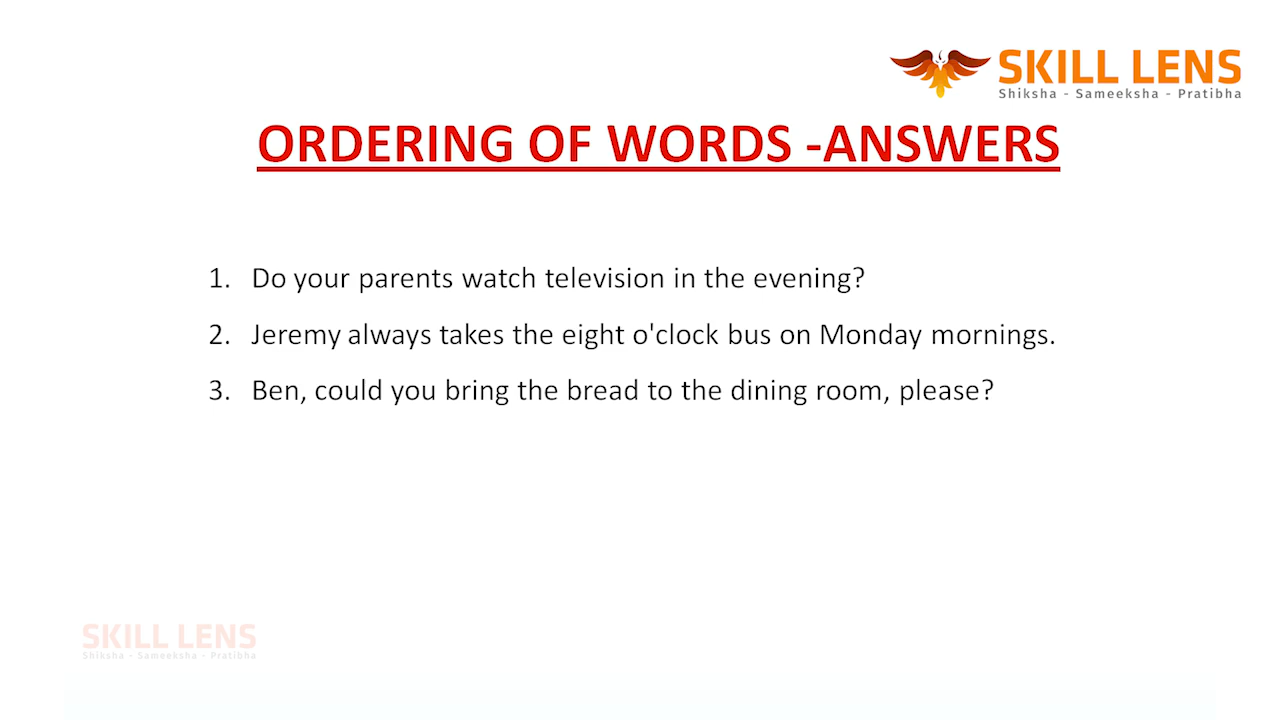 SKILL LENS
Shiksha - Sameeksha - Pratibha
ORDERING OF WORDS -ANSWERS
1. Do your parents watch television in the evening?
2. Jeremy always takes the eight o'clock bus on Monday mornings.
3. Ben, could you bring the bread to the dining room, please?
SKILL LENS
Shiksha - Sameeksha - Pratibha